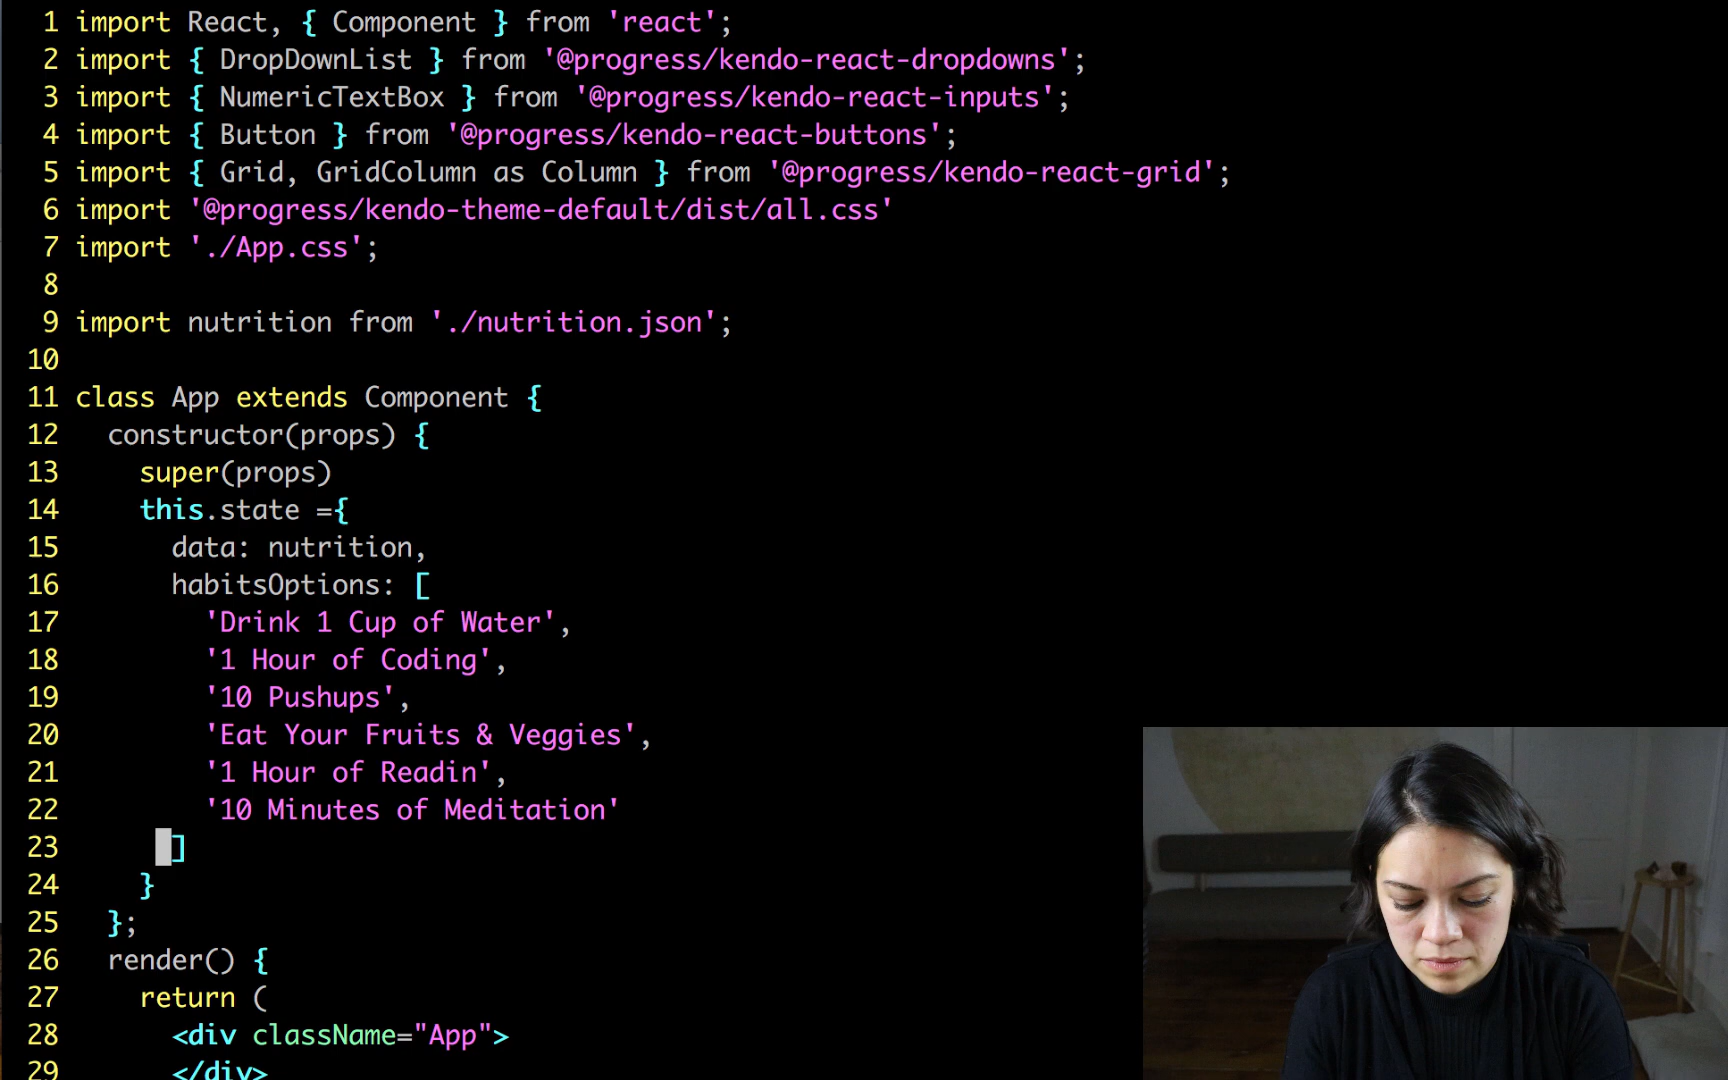 1 import React, { Component } from 'react';
2 import { DropDownList } from '@progress/kendo-react-dropdowns';
3 import { NumericTextBox } from '@progress/kendo-react-inputs';
4 import { Button } from '@progress/kendo-react-buttons';
5 import { Grid, GridColumn as Column } from '@progress/kendo-react-grid';
6 import '@progress/kendo-theme-default/dist/all.css'
7 import './App.css';
8
9 import nutrition from './nutrition.json';
10
11 class App extends Component {
12   constructor(props) {
13     super(props)
14     this.state ={
15       data: nutrition,
16       habitsOptions: [
17         'Drink 1 Cup of Water',
18         '1 Hour of Coding',
19         '10 Pushups',
20         'Eat Your Fruits & Veggies',
21         '1 Hour of Readin',
22         '10 Minutes of Meditation'
23       ]
24     }
25   };
26   render() {
27     return (
28       <div className="App">
29       </div>